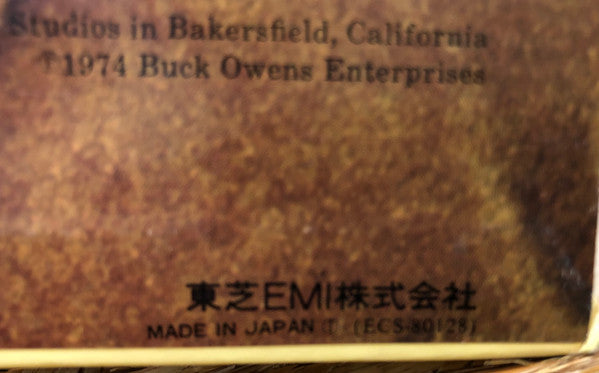 Studios in Bakersfield, California
℗1974 Buck Owens Enterprises
東芝EMI株式会社
MADE IN JAPAN Ⓣ (ECS-80128)